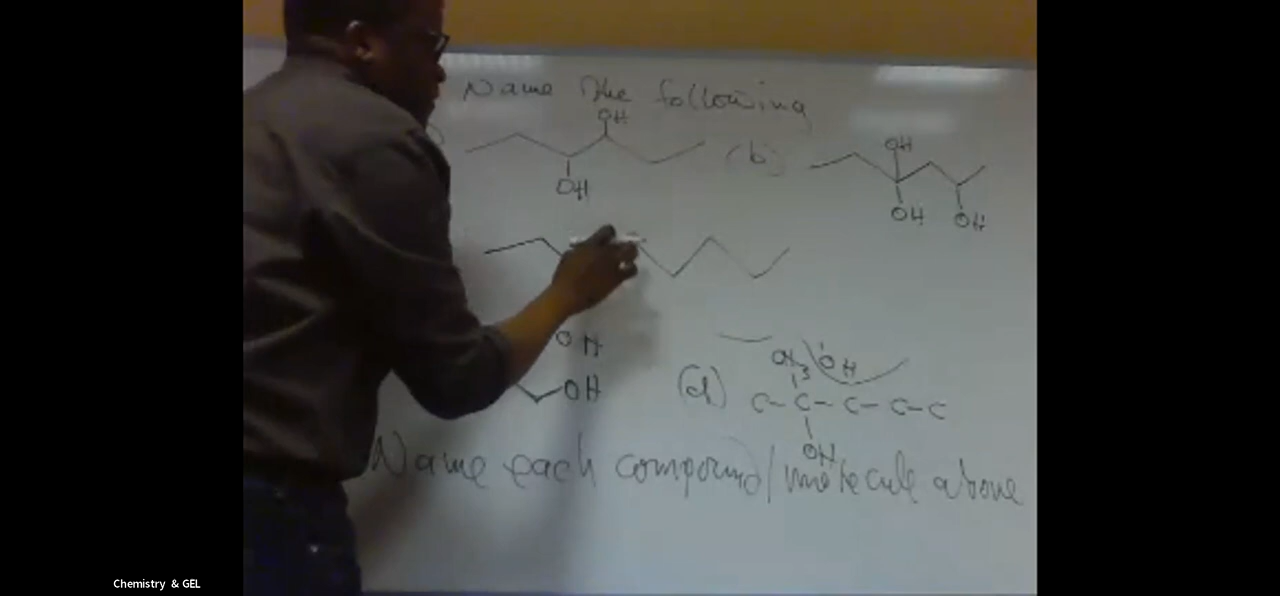 Name the following
OH
OH
(b)
OH
OH
OH
OH
OH
(d)
CH3 OH
C-C-C-C-C
OH
Name each compound/molecule above
Chemistry & GEL